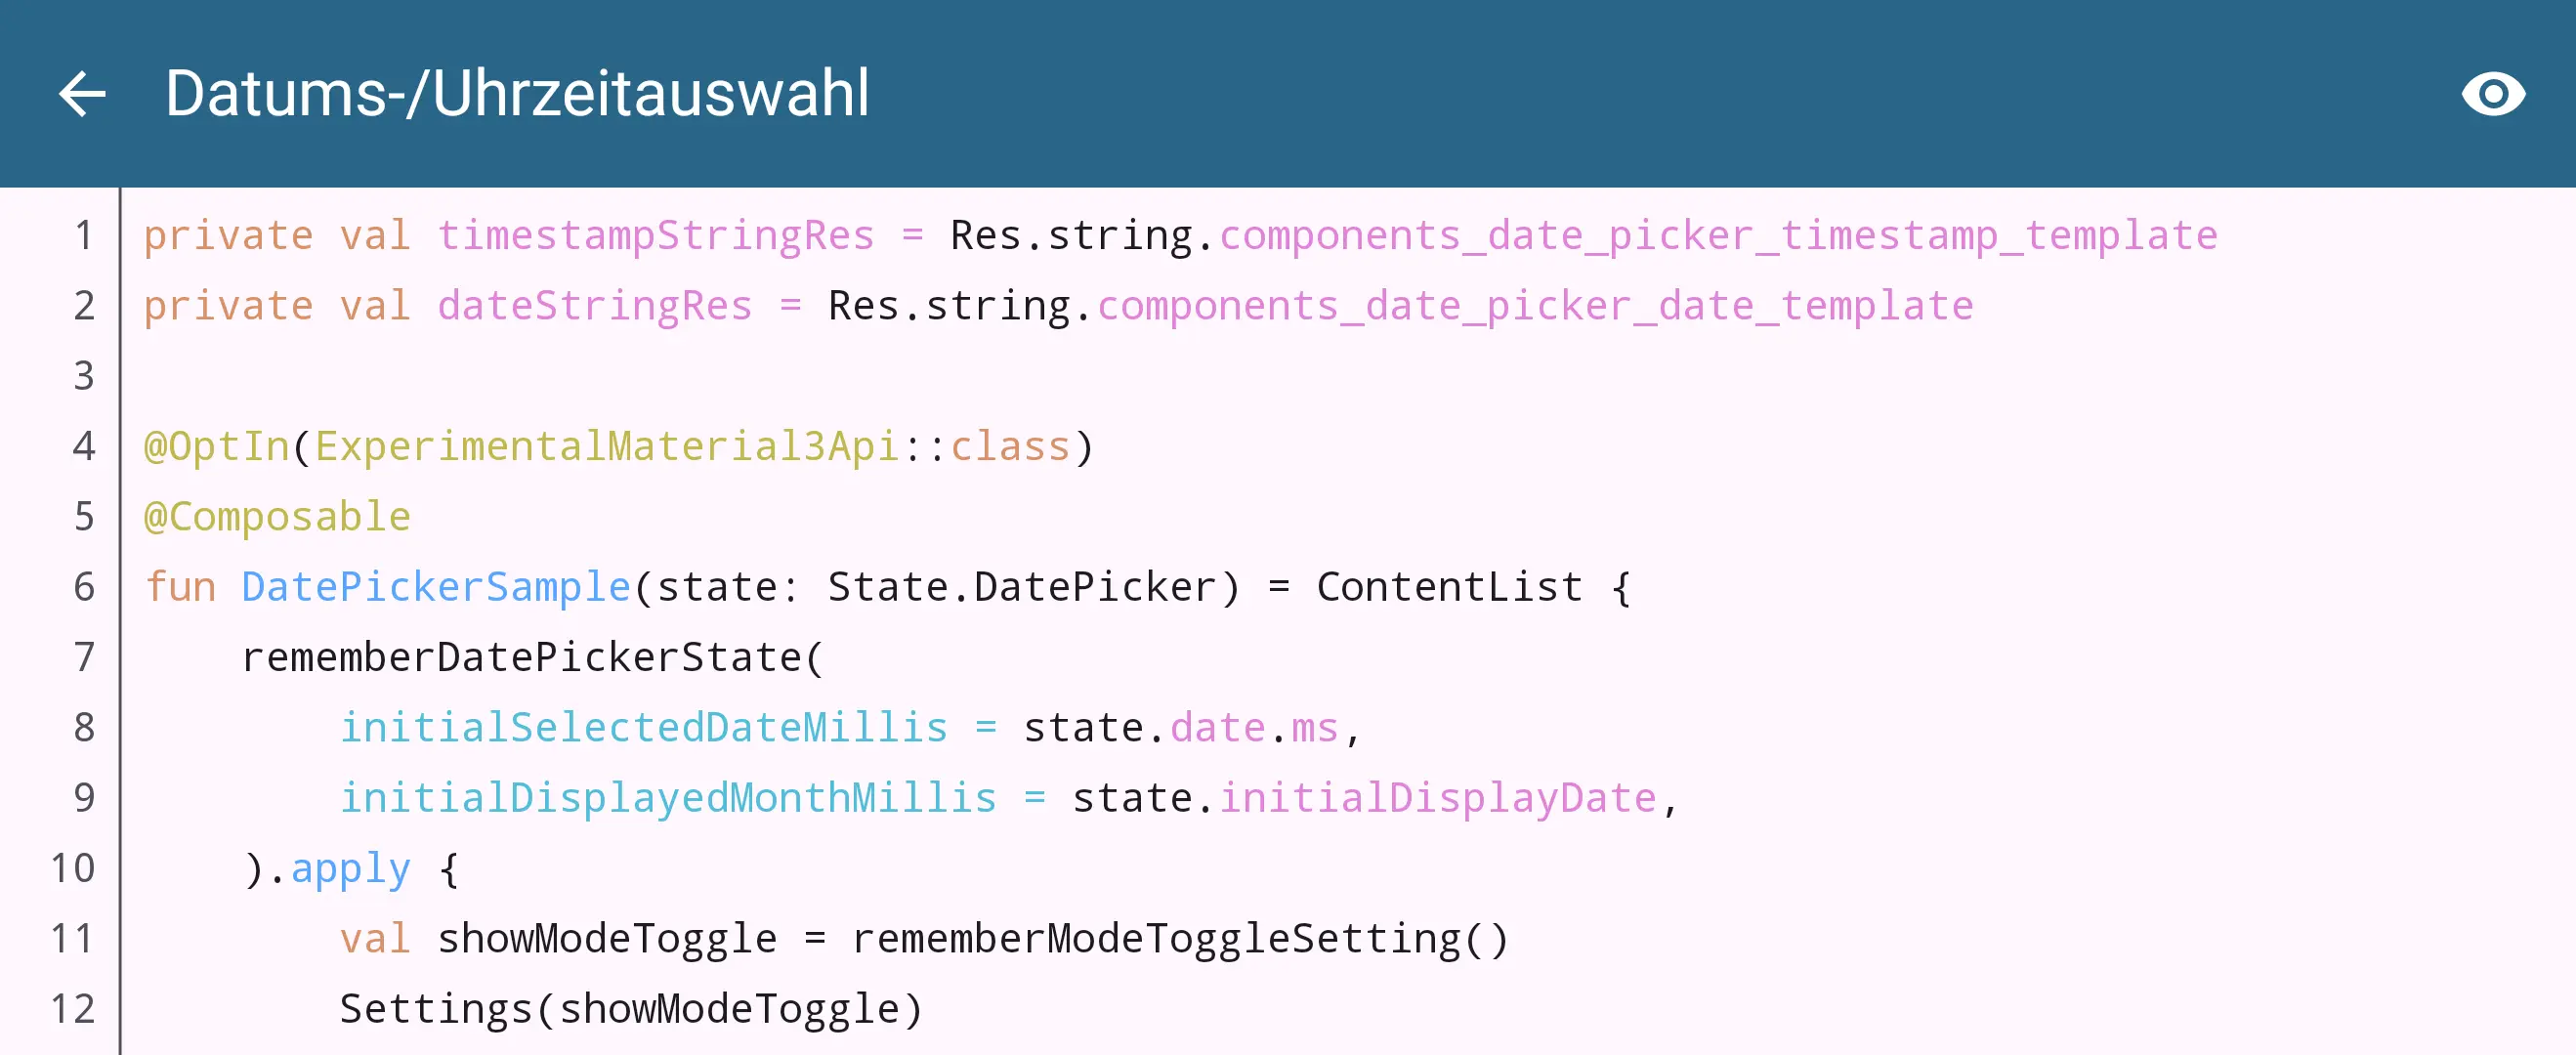 Datums-/Uhrzeitauswahl
1 private val timestampStringRes = Res.string.components_date_picker_timestamp_template
2 private val dateStringRes = Res.string.components_date_picker_date_template
3
4 @OptIn(ExperimentalMaterial3Api::class)
5 @Composable
6 fun DatePickerSample(state: State.DatePicker) = ContentList {
7     rememberDatePickerState(
8         initialSelectedDateMillis = state.date.ms,
9         initialDisplayedMonthMillis = state.initialDisplayDate,
10     ).apply {
11         val showModeToggle = rememberModeToggleSetting()
12         Settings(showModeToggle)